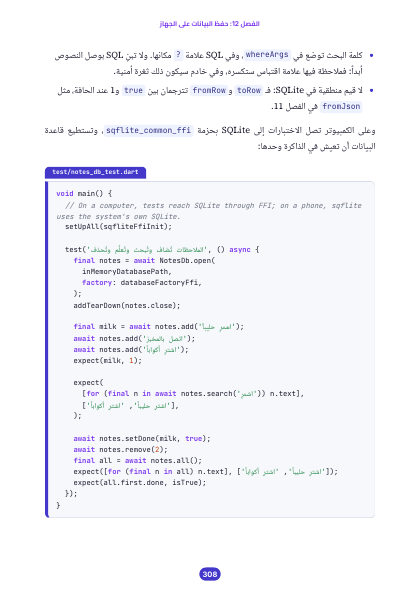 الفصل 12: حفظ البيانات على الجهاز
• كلمة البحث توضَع في whereArgs، وفي SQL علامة ? مكانها. ولا تبنِ SQL بوصل النصوص
أبداً: فملاحظة فيها علامة اقتباس ستكسره، وفي خادم سيكون ذلك ثغرة أمنية.
• لا قيم منطقية في SQLite: فـ toRow و fromRow تترجمان بين true و1 عند الحافة، مثل
fromJson في الفصل 11.
وعلى الكمبيوتر تصل الاختبارات إلى SQLite بحزمة sqflite_common_ffi، وتستطيع قاعدة
البيانات أن تعيش في الذاكرة وحدها:
test/notes_db_test.dart
void main() {
  // On a computer, tests reach SQLite through FFI; on a phone, sqflite
uses the system's own SQLite.
  setUpAll(sqfliteFfiInit);
  test('الملاحظات تُضاف وتُبحث وتُعلَّم وتُحذف', () async {
    final notes = await NotesDb.open(
      inMemoryDatabasePath,
      factory: databaseFactoryFfi,
    );
    addTearDown(notes.close);
    final milk = await notes.add('اشترِ حليباً');
    await notes.add('اتصل بالمخبز');
    await notes.add('اشترِ أكواباً');
    expect(milk, 1);
    expect(
      [for (final n in await notes.search('اشترِ')) n.text],
      ['اشترِ حليباً', 'اشترِ أكواباً'],
    );
    await notes.setDone(milk, true);
    await notes.remove(2);
    final all = await notes.all();
    expect([for (final n in all) n.text], ['اشترِ حليباً', 'اشترِ أكواباً']);
    expect(all.first.done, isTrue);
  });
}
308